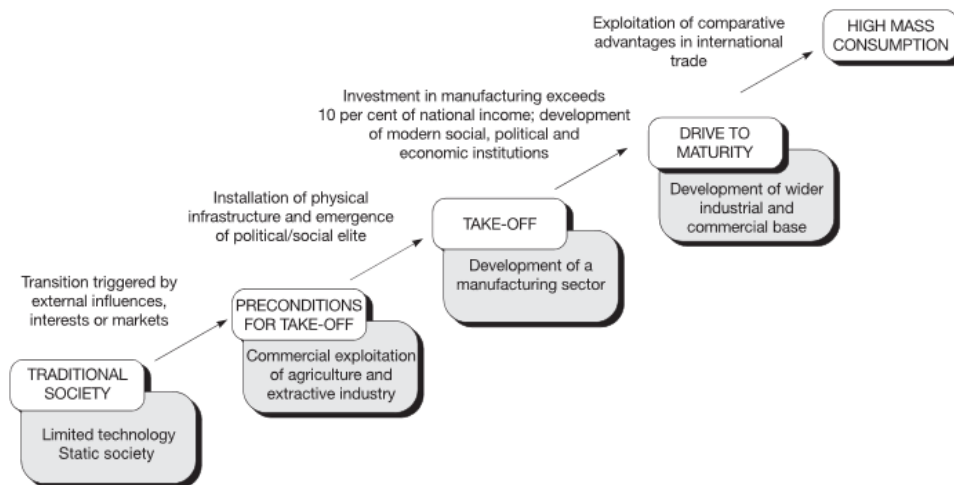 Exploitation of comparative
advantages in international
trade
HIGH MASS
CONSUMPTION
Investment in manufacturing exceeds
10 per cent of national income; development
of modern social, political and
economic institutions
DRIVE TO
MATURITY
Development of wider
industrial and
commercial base
Installation of physical
infrastructure and emergence
of political/social elite
TAKE-OFF
Development of a
manufacturing sector
Transition triggered by
external influences,
interests or markets
PRECONDITIONS
FOR TAKE-OFF
Commercial exploitation
of agriculture and
extractive industry
TRADITIONAL
SOCIETY
Limited technology
Static society